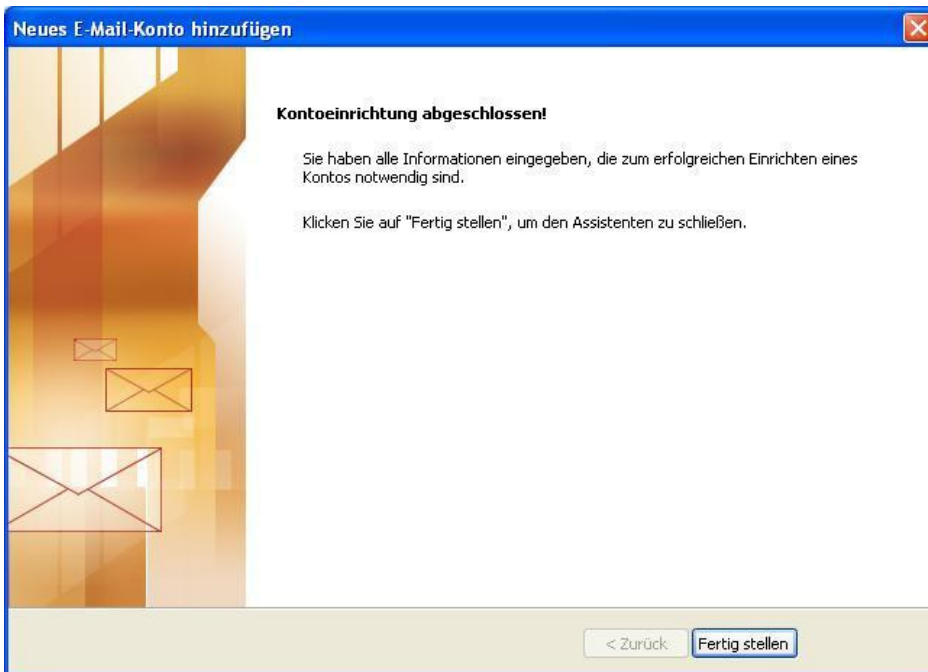 Neues E-Mail-Konto hinzufügen
Kontoeinrichtung abgeschlossen!
Sie haben alle Informationen eingegeben, die zum erfolgreichen Einrichten eines
Kontos notwendig sind.
Klicken Sie auf "Fertig stellen", um den Assistenten zu schließen.
< Zurück
Fertig stellen